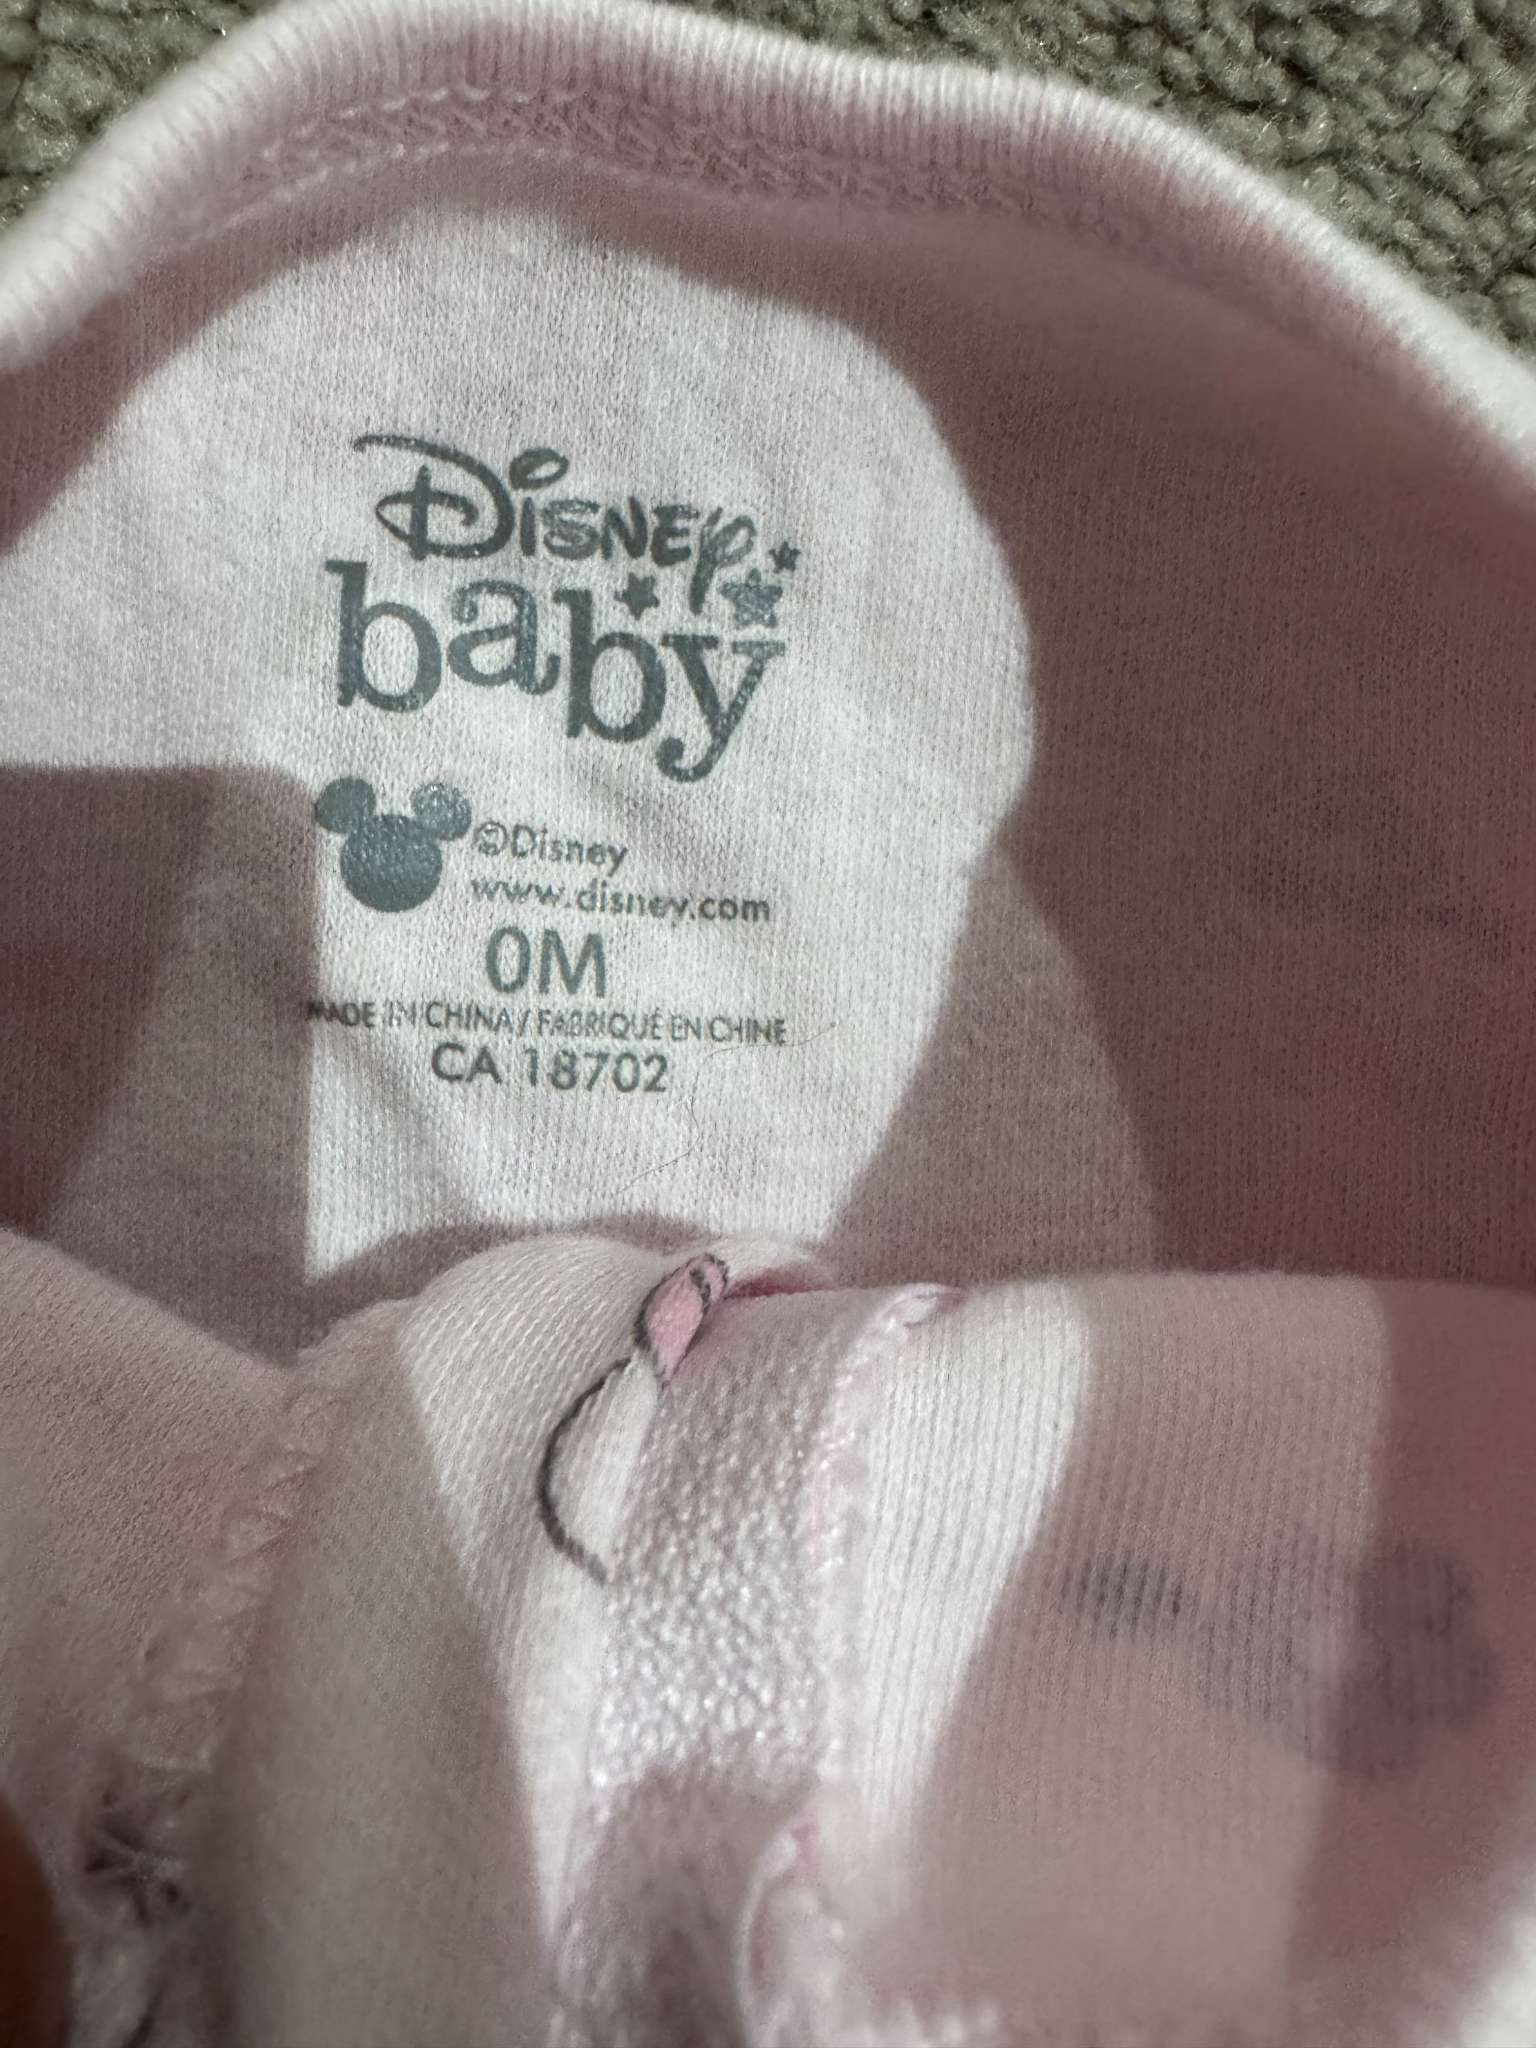 Disney
baby
©Disney
www.disney.com
0M
MADE IN CHINA / FABRIQUÉ EN CHINE
CA 18702